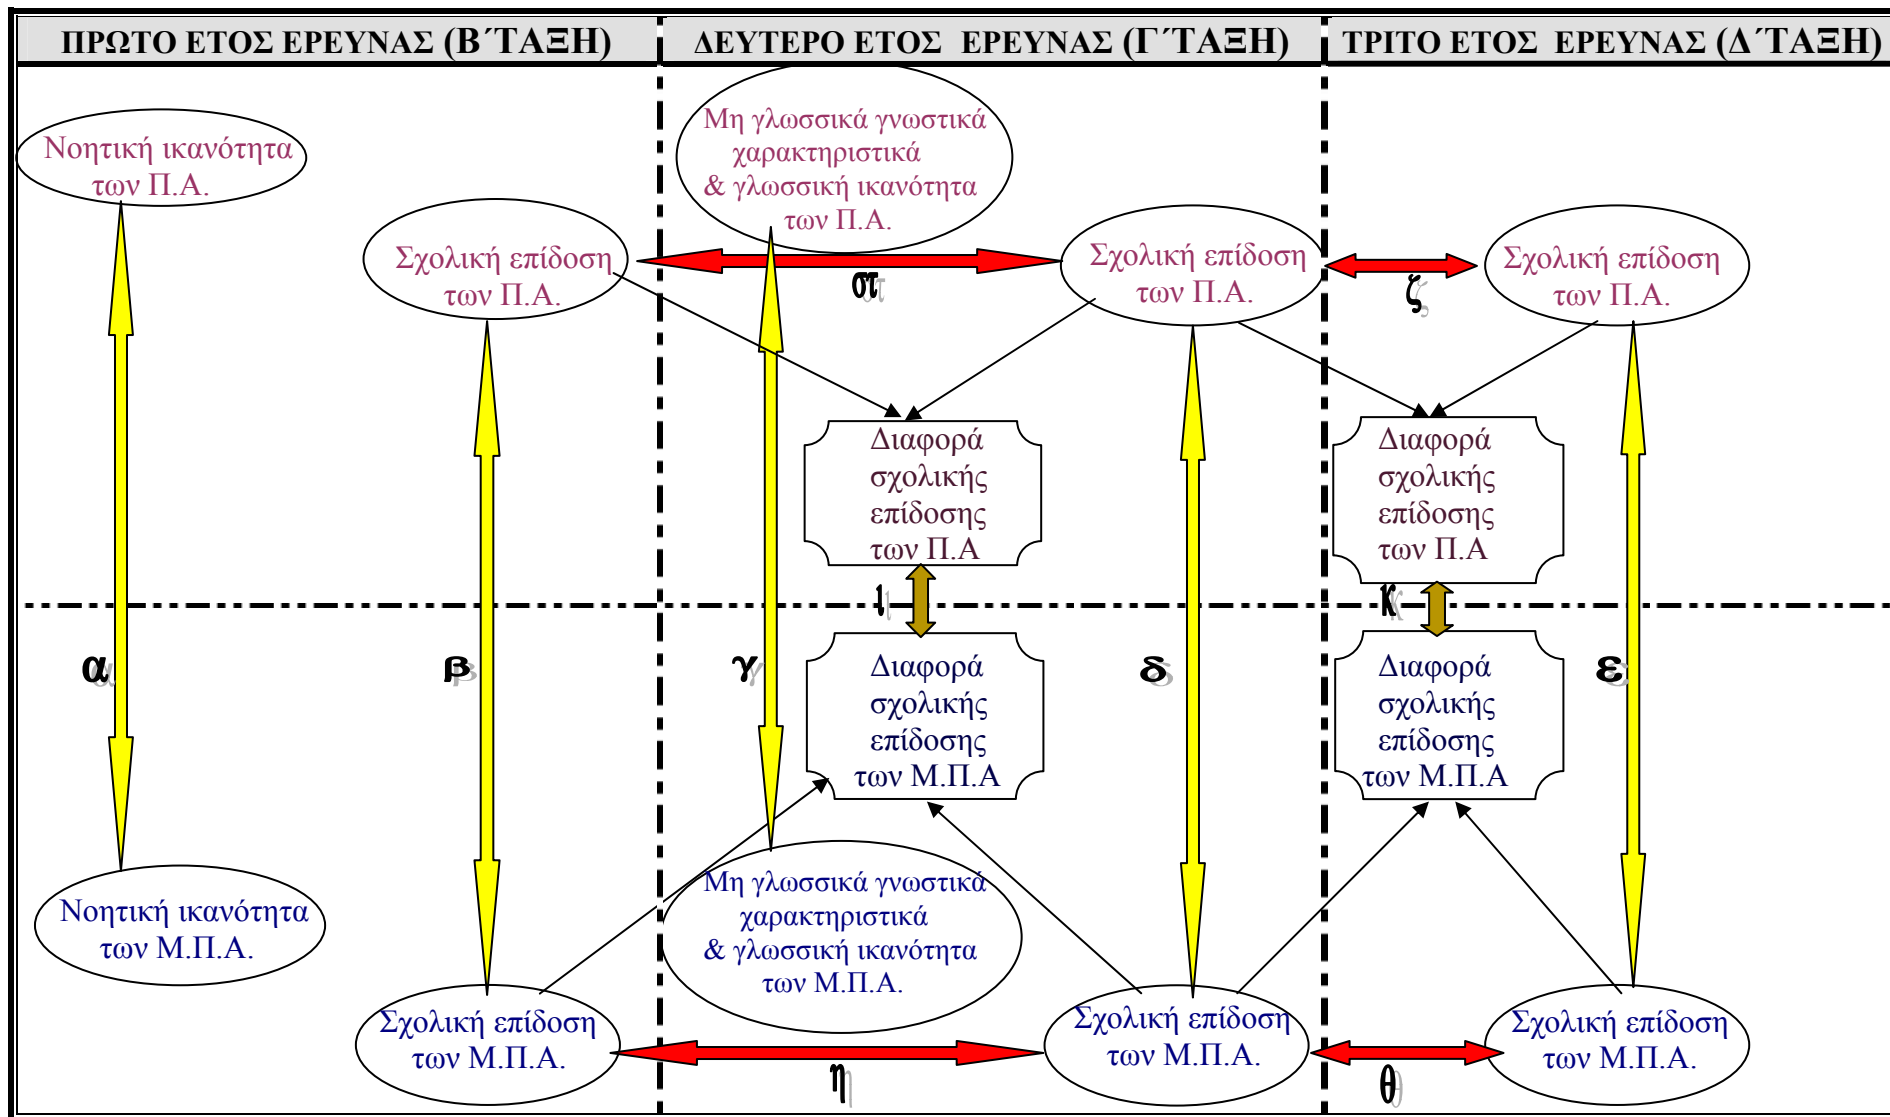 ΠΡΩΤΟ ΕΤΟΣ ΕΡΕΥΝΑΣ (Β΄ΤΑΞΗ)
ΔΕΥΤΕΡΟ ΕΤΟΣ ΕΡΕΥΝΑΣ (Γ΄ΤΑΞΗ)
ΤΡΙΤΟ ΕΤΟΣ ΕΡΕΥΝΑΣ (Δ΄ΤΑΞΗ)
Νοητική ικανότητα
των Π.Α.
Μη γλωσσικά γνωστικά
χαρακτηριστικά
& γλωσσική ικανότητα
των Π.Α.
Σχολική επίδοση
των Π.Α.
στ
Σχολική επίδοση
των Π.Α.
ζ
Σχολική επίδοση
των Π.Α.
Διαφορά
σχολικής
επίδοσης
των Π.Α
Διαφορά
σχολικής
επίδοσης
των Π.Α
ι
κ
α
β
γ
δ
ε
Διαφορά
σχολικής
επίδοσης
των Μ.Π.Α
Διαφορά
σχολικής
επίδοσης
των Μ.Π.Α
Νοητική ικανότητα
των Μ.Π.Α.
Μη γλωσσικά γνωστικά
χαρακτηριστικά
& γλωσσική ικανότητα
των Μ.Π.Α.
Σχολική επίδοση
των Μ.Π.Α.
η
Σχολική επίδοση
των Μ.Π.Α.
θ
Σχολική επίδοση
των Μ.Π.Α.